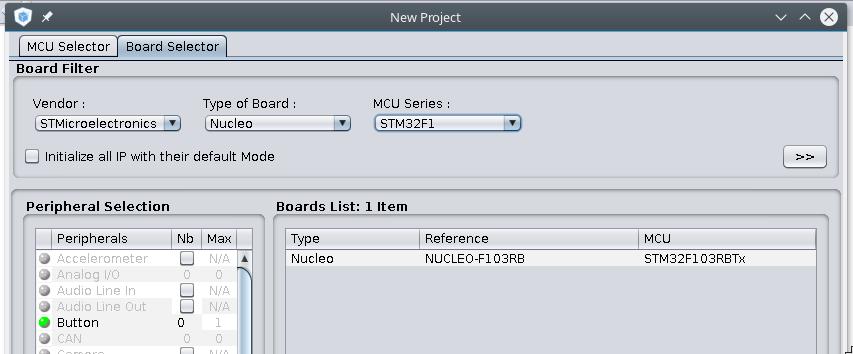 New Project
MCU Selector Board Selector
Board Filter
Vendor : Type of Board : MCU Series :
STMicroelectronics Nucleo STM32F1
Initialize all IP with their default Mode >>
Peripheral Selection Boards List: 1 Item
Peripherals Nb Max Type Reference MCU
Accelerometer N/A Nucleo NUCLEO-F103RB STM32F103RBTx
Analog I/O 0 0
Audio Line In N/A
Audio Line Out N/A
Button 0 1
CAN 0 0
Camera N/A